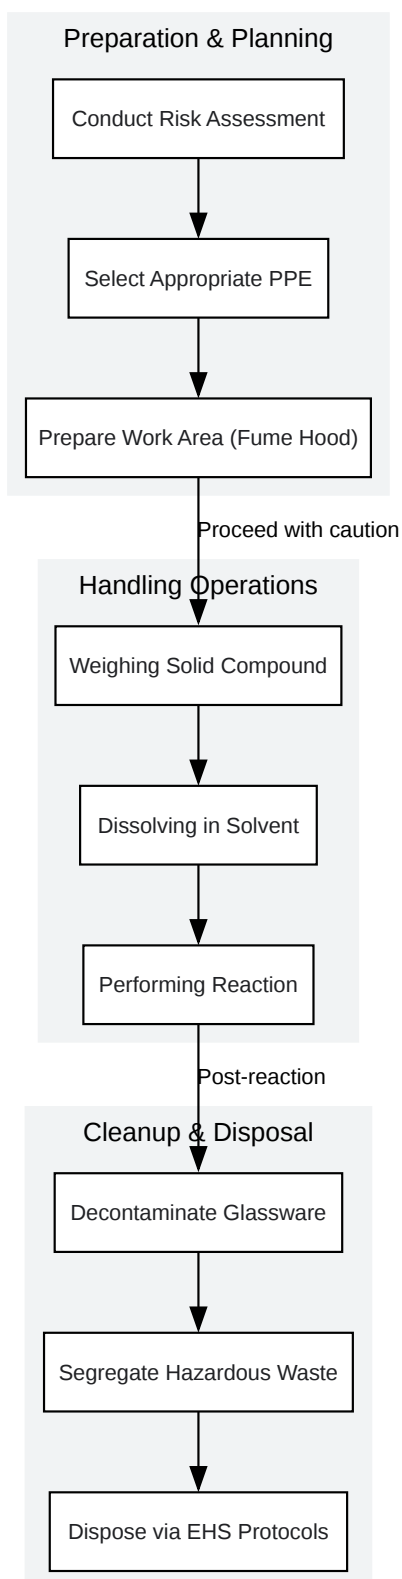 Preparation & Planning
Conduct Risk Assessment
Select Appropriate PPE
Prepare Work Area (Fume Hood)
Proceed with caution
Handling Operations
Weighing Solid Compound
Dissolving in Solvent
Performing Reaction
Post-reaction
Cleanup & Disposal
Decontaminate Glassware
Segregate Hazardous Waste
Dispose via EHS Protocols